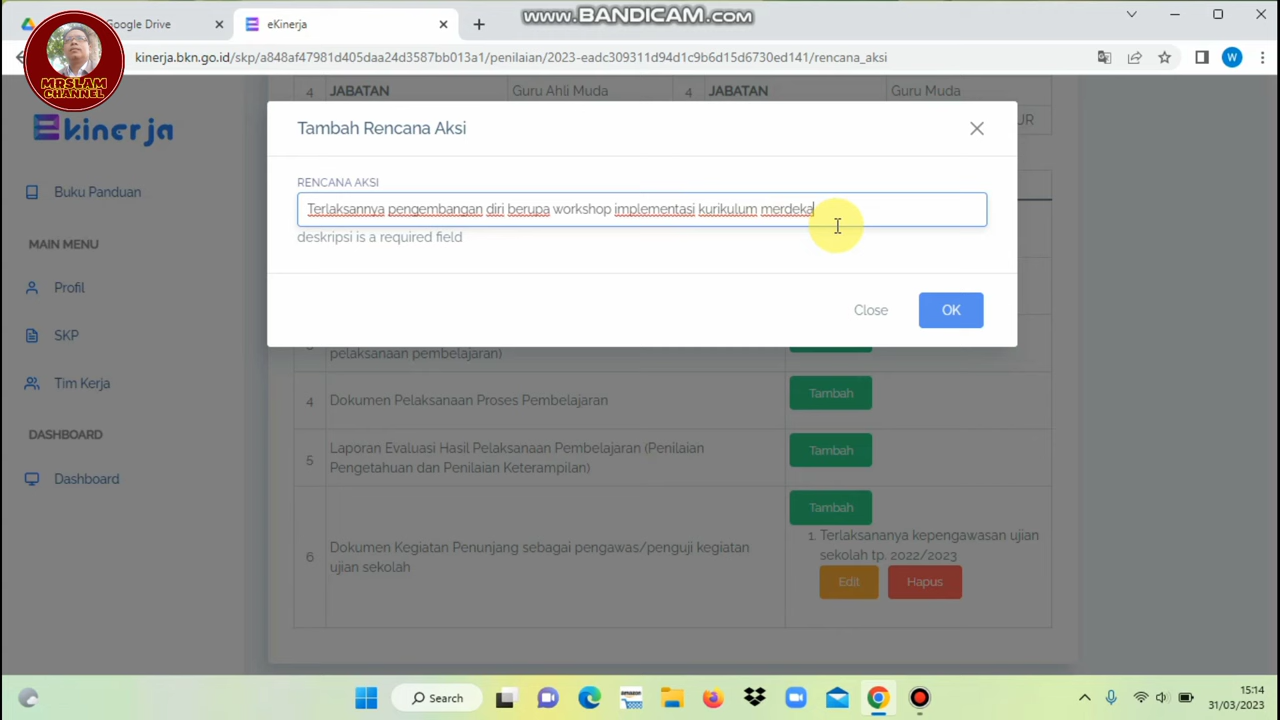 www.BANDICAM.com
Google Drive
eKinerja
kinerja.bkn.go.id/skp/a848af47981d405daa24d3587bb013a1/penilaian/2023-eadc309311d94d1c9b6d15d6730ed141/rencana_aksi
W
MRSLAM
CHANNEL
4 JABATAN Guru Ahli Muda 4 JABATAN Guru Muda
UR
Ekinerja
Tambah Rencana Aksi
Buku Panduan
RENCANA AKSI
Terlaksannya pengembangan diri berupa workshop implementasi kurikulum merdeka
deskripsi is a required field
MAIN MENU
Profil
SKP
Tim Kerja
DASHBOARD
Dashboard
Close OK
pelaksanaan pembelajaran)
4 Dokumen Pelaksanaan Proses Pembelajaran Tambah
5 Laporan Evaluasi Hasil Pelaksanaan Pembelajaran (Penilaian Tambah
Pengetahuan dan Penilaian Keterampilan)
Tambah
6 Dokumen Kegiatan Penunjang sebagai pengawas/penguji kegiatan
ujian sekolah
1. Terlaksananya kepengawasan ujian
sekolah tp. 2022/2023
Edit Hapus
Search
amazon
15:14
31/03/2023